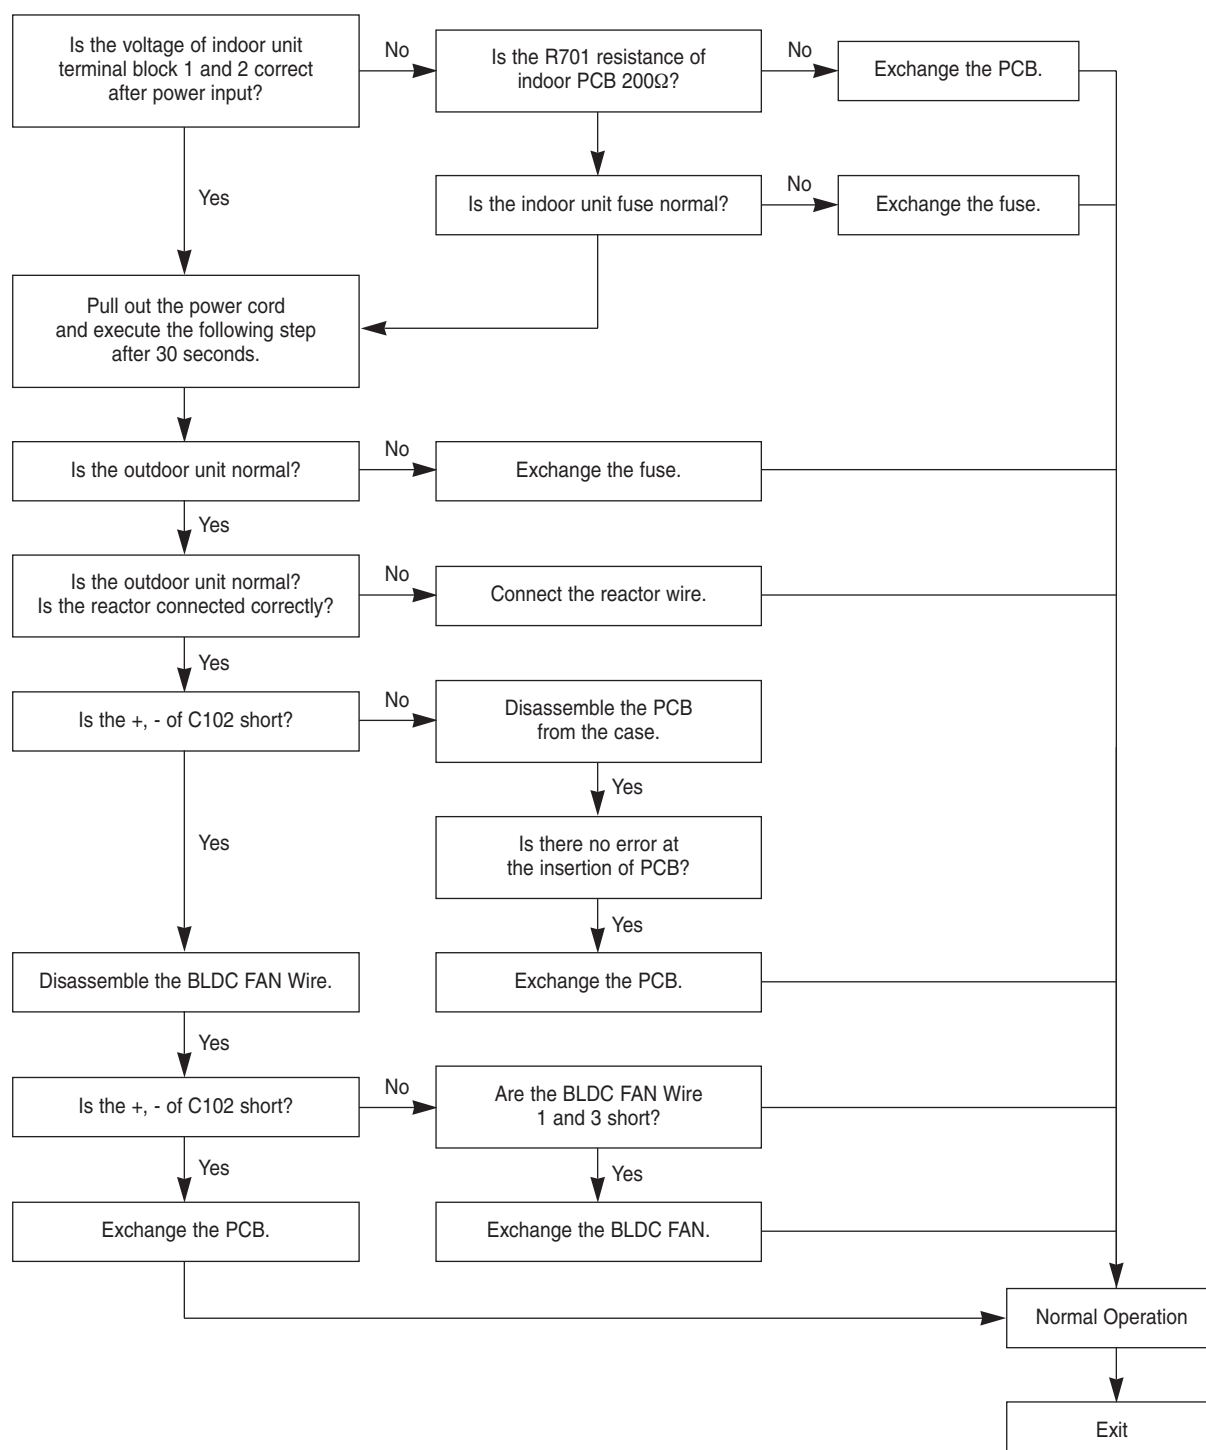 Is the voltage of indoor unit
terminal block 1 and 2 correct
after power input?
No
Is the R701 resistance of
indoor PCB 200Ω?
No
Exchange the PCB.
Yes
Is the indoor unit fuse normal?
No
Exchange the fuse.
Pull out the power cord
and execute the following step
after 30 seconds.
Is the outdoor unit normal?
No
Exchange the fuse.
Yes
Is the outdoor unit normal?
Is the reactor connected correctly?
No
Connect the reactor wire.
Yes
Is the +, - of C102 short?
No
Disassemble the PCB
from the case.
Yes
Yes
Is there no error at
the insertion of PCB?
Yes
Disassemble the BLDC FAN Wire.
Exchange the PCB.
Yes
Is the +, - of C102 short?
No
Are the BLDC FAN Wire
1 and 3 short?
Yes
Yes
Exchange the PCB.
Exchange the BLDC FAN.
Normal Operation
Exit